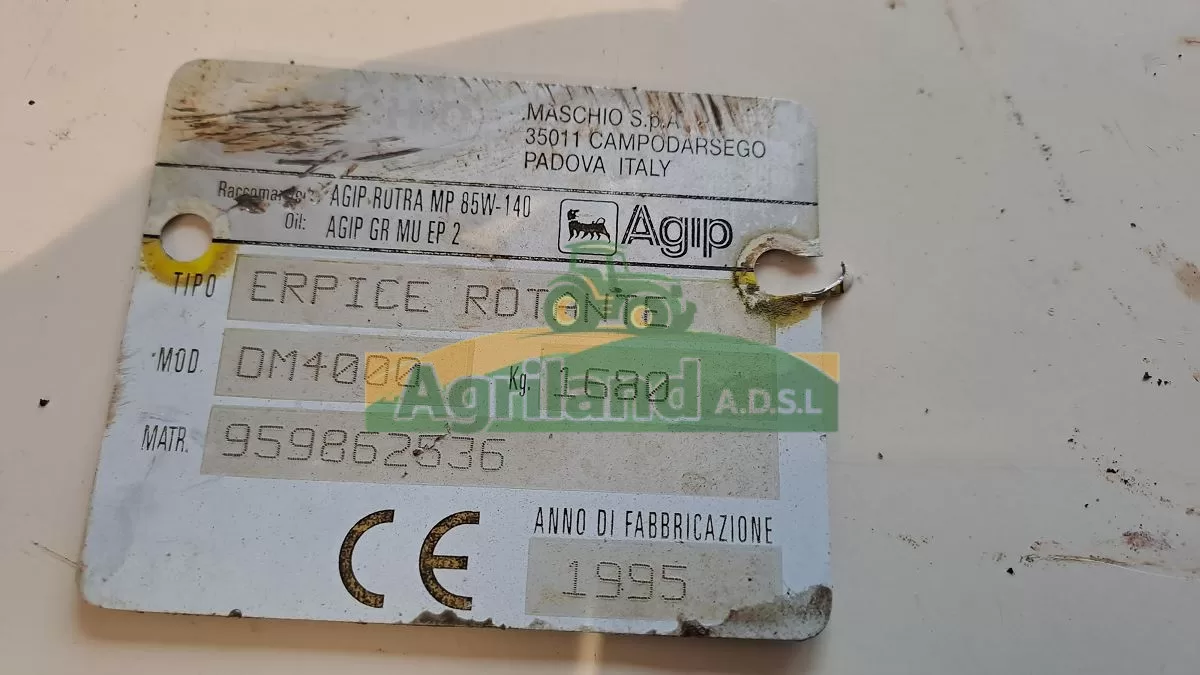 MASCHIO S.p.A
35011 CAMPODARSEGO
PADOVA ITALY
AGIP ROTRA MP 85W-140
Oil: AGIP GR MU EP 2
Agip
TIPO ERPICE ROTANTE
MOD. DM4000 Kg. 1680
Agriland A.D.S.L
MATR. 959862536
CE
ANNO DI FABBRICAZIONE
1995